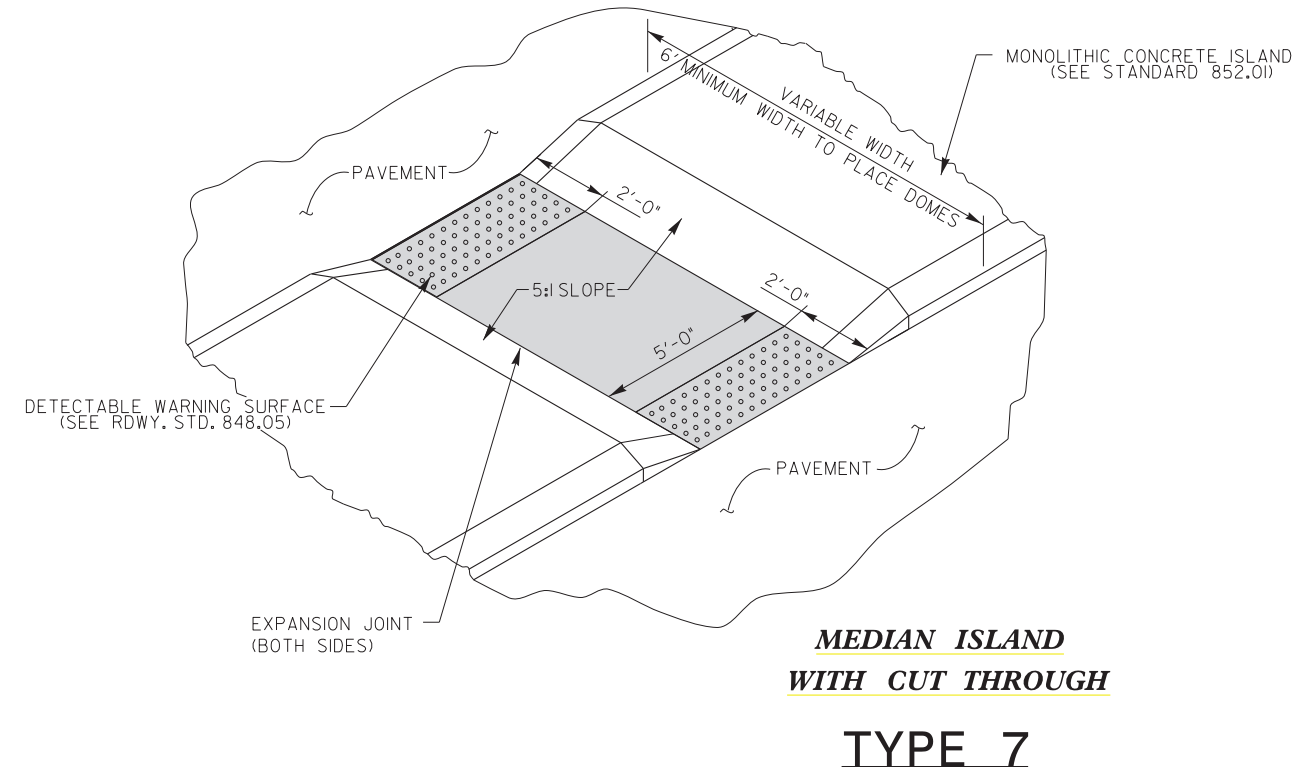 MONOLITHIC CONCRETE ISLAND
(SEE STANDARD 852.01)
VARIABLE WIDTH
6' MINIMUM WIDTH TO PLACE DOMES
PAVEMENT
2'-0"
5:1 SLOPE
2'-0"
5'-0"
DETECTABLE WARNING SURFACE
(SEE RDWY. STD. 848.05)
PAVEMENT
EXPANSION JOINT
(BOTH SIDES)
MEDIAN ISLAND
WITH CUT THROUGH
TYPE 7